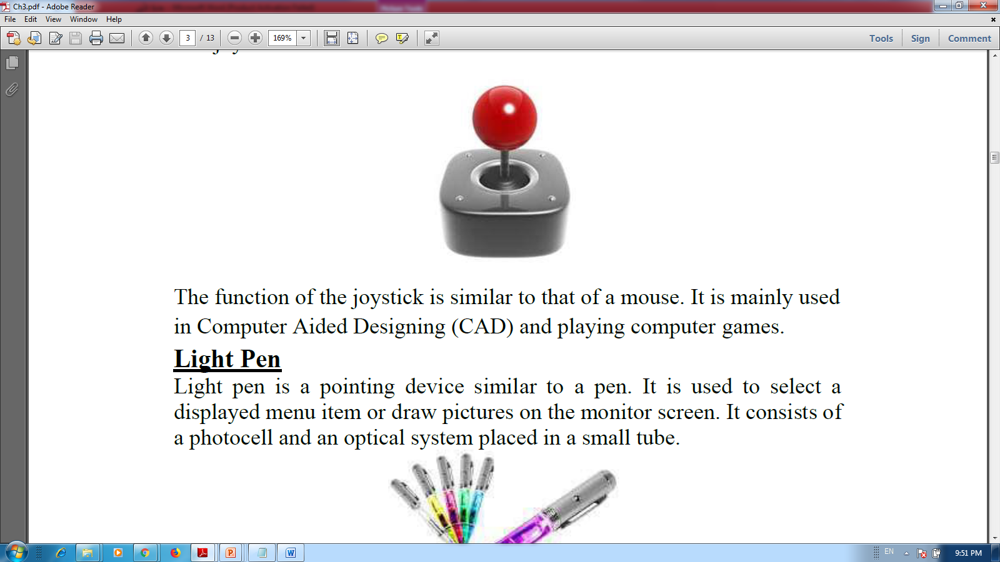 Ch3.pdf - Adobe Reader
File Edit View Window Help
3 / 13 169% Tools Sign Comment
The function of the joystick is similar to that of a mouse. It is mainly used
in Computer Aided Designing (CAD) and playing computer games.
Light Pen
Light pen is a pointing device similar to a pen. It is used to select a
displayed menu item or draw pictures on the monitor screen. It consists of
a photocell and an optical system placed in a small tube.
EN 9:51 PM